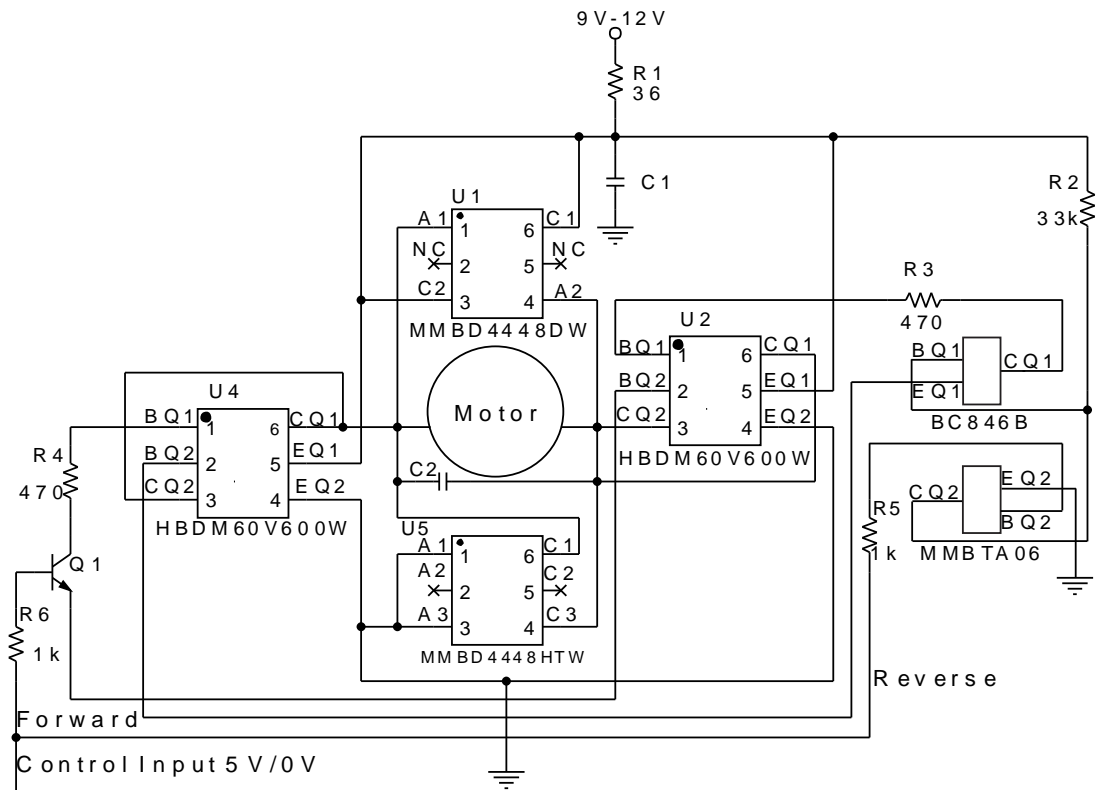 9V-12V
R1
36
C1
R2
33k
U1
A1
1
6
C1
NC
2
5
NC
C2
3
4
A2
MMBD4448DW
R3
470
U2
BQ1
1
6
CQ1
BQ2
2
5
EQ1
CQ2
3
4
EQ2
HBDM60V600W
BQ1
CQ1
EQ1
BC846B
Motor
U4
BQ1
1
6
CQ1
BQ2
2
5
EQ1
CQ2
3
4
EQ2
HBDM60V600W
R4
470
C2
U5
A1
1
6
C1
A2
2
5
C2
A3
3
4
C3
MMBD4448HTW
CQ2
EQ2
BQ2
MMBTA06
R5
1k
Q1
R6
1k
Reverse
Forward
Control Input 5V/0V